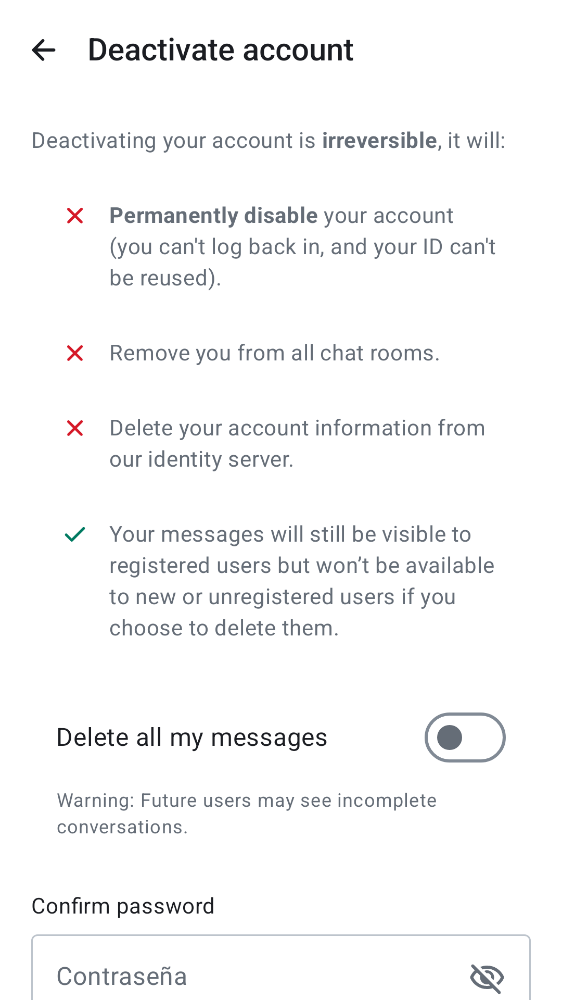 Deactivate account
Deactivating your account is irreversible, it will:
Permanently disable your account
(you can't log back in, and your ID can't
be reused).
Remove you from all chat rooms.
Delete your account information from
our identity server.
Your messages will still be visible to
registered users but won’t be available
to new or unregistered users if you
choose to delete them.
Delete all my messages
Warning: Future users may see incomplete
conversations.
Confirm password
Contraseña